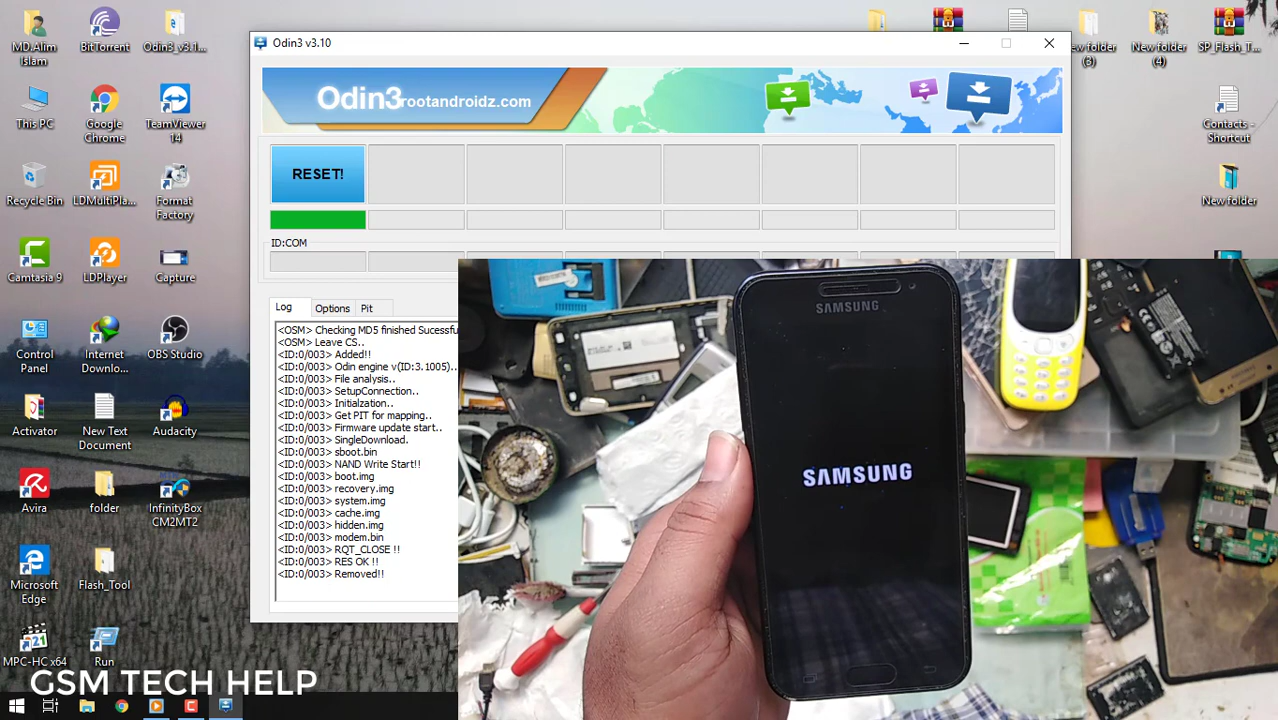 MD.Alim
Islam
BitTorrent
Odin3_v3.1...
This PC
Google
Chrome
TeamViewer
14
Recycle Bin
LDMultiPla...
Format
Factory
Camtasia 9
LDPlayer
Capture
Control
Panel
Internet
Downlo...
OBS Studio
Activator
New Text
Document
Audacity
Avira
folder
InfinityBox
CM2MT2
Microsoft
Edge
Flash_Tool
MPC-HC x64
Run
GSM TECH HELP
Odin3 v3.10
Odin3
rootandroidz.com
RESET!
ID:COM
Log
Options
Pit
<OSM> Checking MD5 finished Sucessfu
<OSM> Leave CS..
<ID:0/003> Added!!
<ID:0/003> Odin engine v(ID:3.1005)..
<ID:0/003> File analysis..
<ID:0/003> SetupConnection..
<ID:0/003> Initialzation..
<ID:0/003> Get PIT for mapping..
<ID:0/003> Firmware update start..
<ID:0/003> SingleDownload.
<ID:0/003> sboot.bin
<ID:0/003> NAND Write Start!!
<ID:0/003> boot.img
<ID:0/003> recovery.img
<ID:0/003> system.img
<ID:0/003> cache.img
<ID:0/003> hidden.img
<ID:0/003> modem.bin
<ID:0/003> RQT_CLOSE !!
<ID:0/003> RES OK !!
<ID:0/003> Removed!!
SAMSUNG
SAMSUNG
ew folder
(3)
New folder
(4)
SP_Flash_T...
Contacts -
Shortcut
New folder